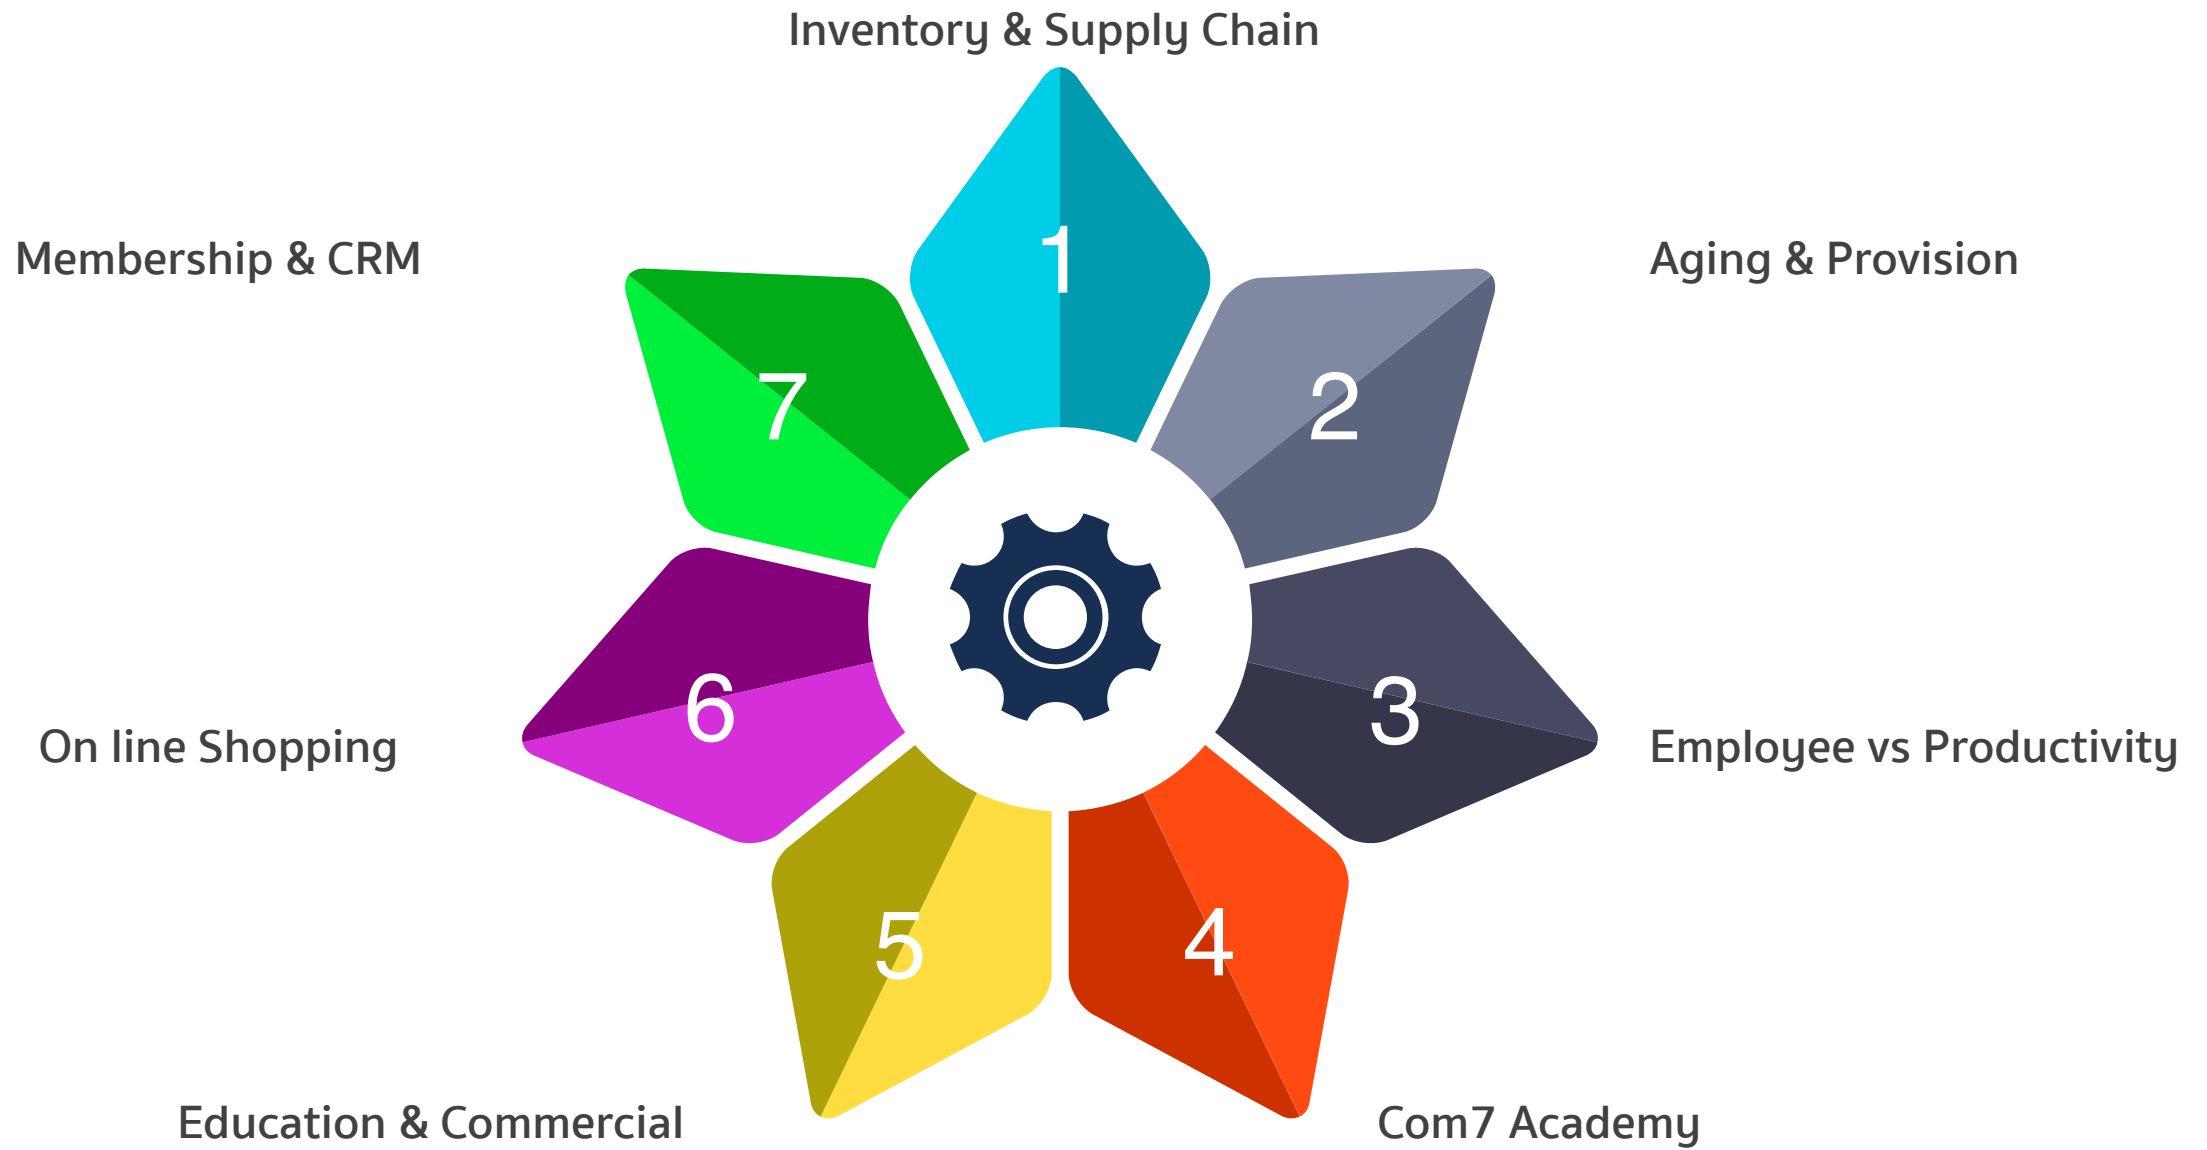 Inventory & Supply Chain
1
Membership & CRM
Aging & Provision
7
2
6
3
On line Shopping
Employee vs Productivity
5
4
Education & Commercial
Com7 Academy